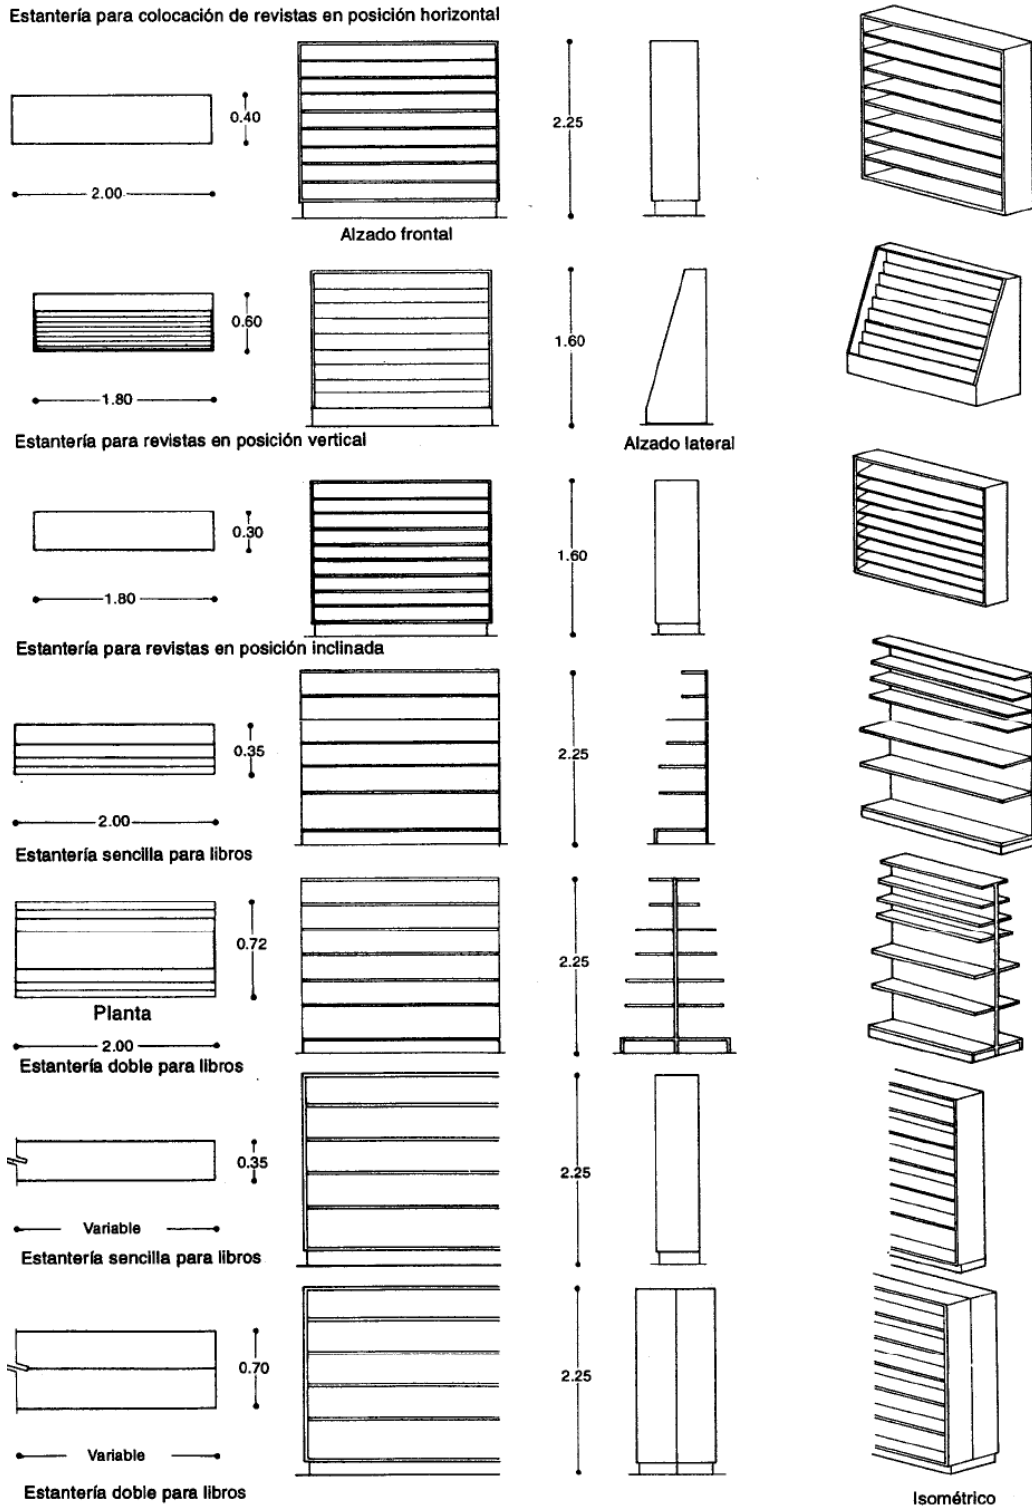 Estantería para colocación de revistas en posición horizontal
0.40
2.25
2.00
Alzado frontal
0.60
1.60
1.80
Estantería para revistas en posición vertical
Alzado lateral
0.30
1.60
1.80
Estantería para revistas en posición inclinada
0.35
2.25
2.00
Estantería sencilla para libros
0.72
2.25
Planta
2.00
Estantería doble para libros
0.35
2.25
Variable
Estantería sencilla para libros
0.70
2.25
Variable
Estantería doble para libros
Isométrico